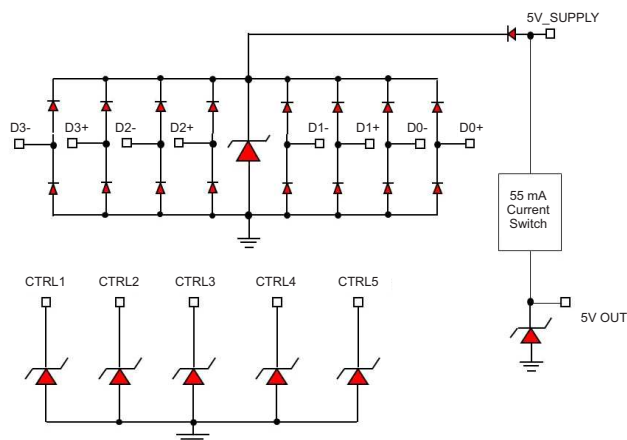 5V_SUPPLY
D3-
D3+
D2-
D2+
D1-
D1+
D0-
D0+
55 mA
Current
Switch
CTRL1
CTRL2
CTRL3
CTRL4
CTRL5
5V OUT